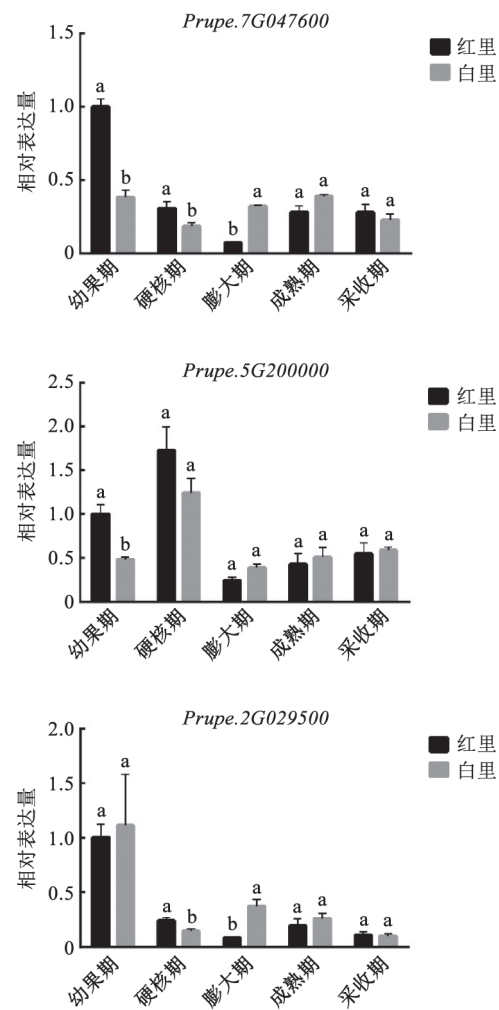 Prupe.7G047600
红里
白里
相对表达量
1.5
1.0
0.5
0
a
b
a
b
b
a
a
a
a
a
幼果期
硬核期
膨大期
成熟期
采收期
Prupe.5G200000
红里
白里
相对表达量
2.5
2.0
1.5
1.0
0.5
0
a
b
a
a
a
a
a
a
a
a
幼果期
硬核期
膨大期
成熟期
采收期
Prupe.2G029500
红里
白里
相对表达量
2.0
1.5
1.0
0.5
0
a
a
a
b
b
a
a
a
a
a
幼果期
硬核期
膨大期
成熟期
采收期